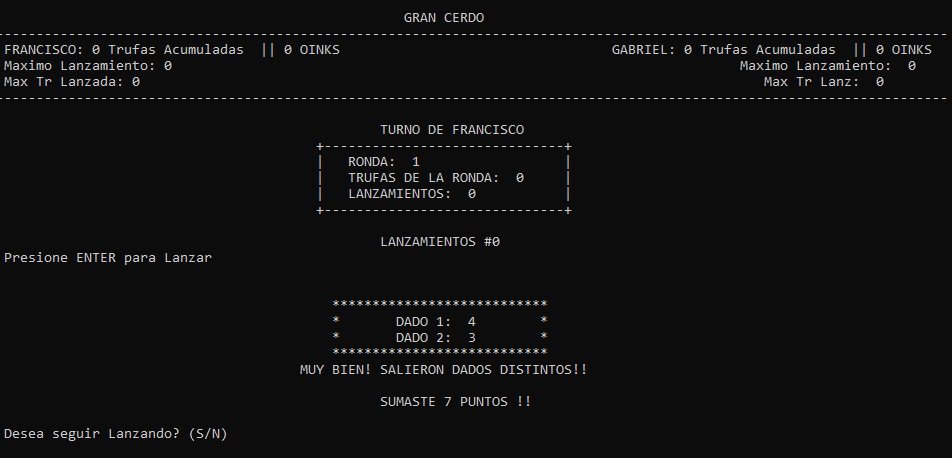 GRAN CERDO
--------------------------------------------------------------------------------------------------------------------
FRANCISCO: 0 Trufas Acumuladas || 0 OINKS GABRIEL: 0 Trufas Acumuladas || 0 OINKS
Maximo Lanzamiento: 0 Maximo Lanzamiento: 0
Max Tr Lanzada: 0 Max Tr Lanz: 0
--------------------------------------------------------------------------------------------------------------------
TURNO DE FRANCISCO
+------------------------------+
| RONDA: 1 |
| TRUFAS DE LA RONDA: 0 |
| LANZAMIENTOS: 0 |
+------------------------------+
LANZAMIENTOS #0
Presione ENTER para Lanzar
***************************
* DADO 1: 4 *
* DADO 2: 3 *
***************************
MUY BIEN! SALIERON DADOS DISTINTOS!!
SUMASTE 7 PUNTOS !!
Desea seguir Lanzando? (S/N)